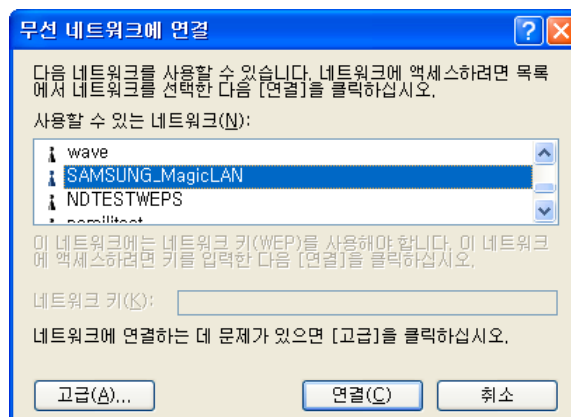 무선 네트워크에 연결
다음 네트워크를 사용할 수 있습니다. 네트워크에 액세스하려면 목록
에서 네트워크를 선택한 다음 [연결]을 클릭하십시오.
사용할 수 있는 네트워크(N):
wave
SAMSUNG_MagicLAN
NDTESTWEPS
이 네트워크에는 네트워크 키(WEP)를 사용해야 합니다. 이 네트워크
에 액세스하려면 키를 입력한 다음 [연결]을 클릭하십시오.
네트워크 키(K):
네트워크에 연결하는 데 문제가 있으면 [고급]을 클릭하십시오.
고급(A)... 연결(C) 취소